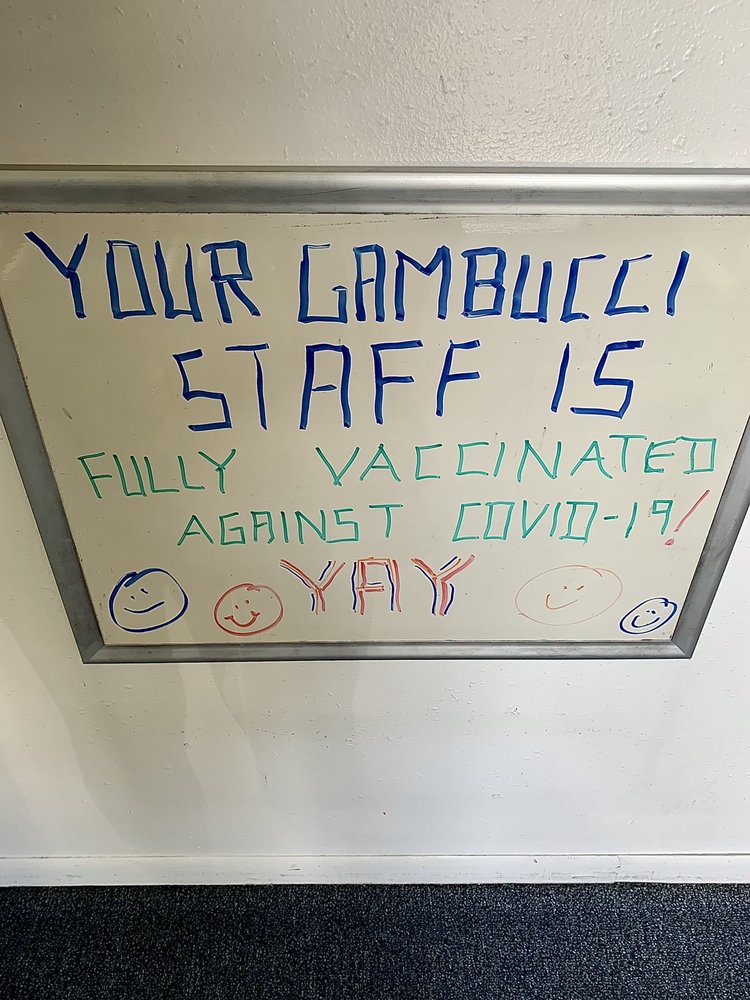 YOUR GAMBUCCI
STAFF IS
FULLY VACCINATED
AGAINST COVID-19!
YAY